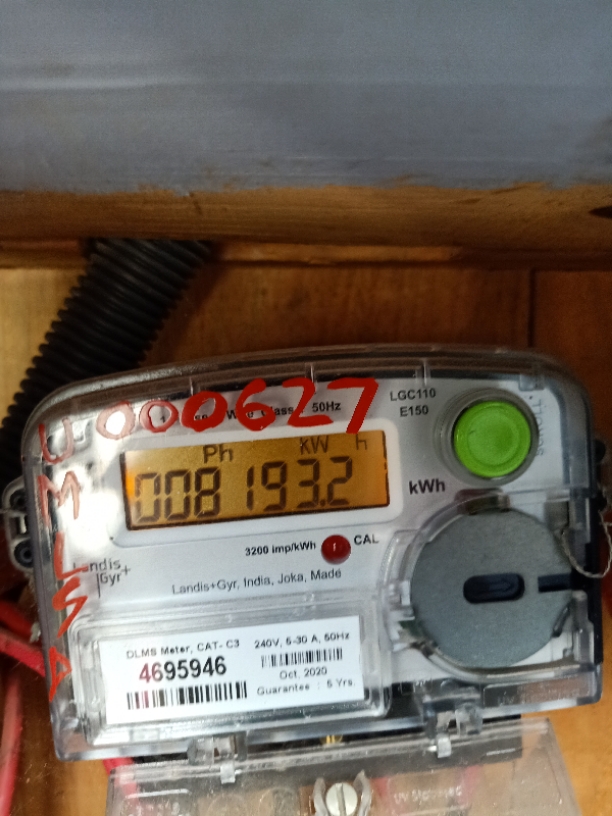 U 000627
LGC110
50Hz
E150
Ph kW h
008193.2
kWh
3200 imp/kWh CAL
Landis+Gyr, India, Joka, Made
DLMS Meter, CAT- C3 240V, 5-30 A, 50Hz
4695946
Oct. 2020
Guarantee : 5 Yrs.